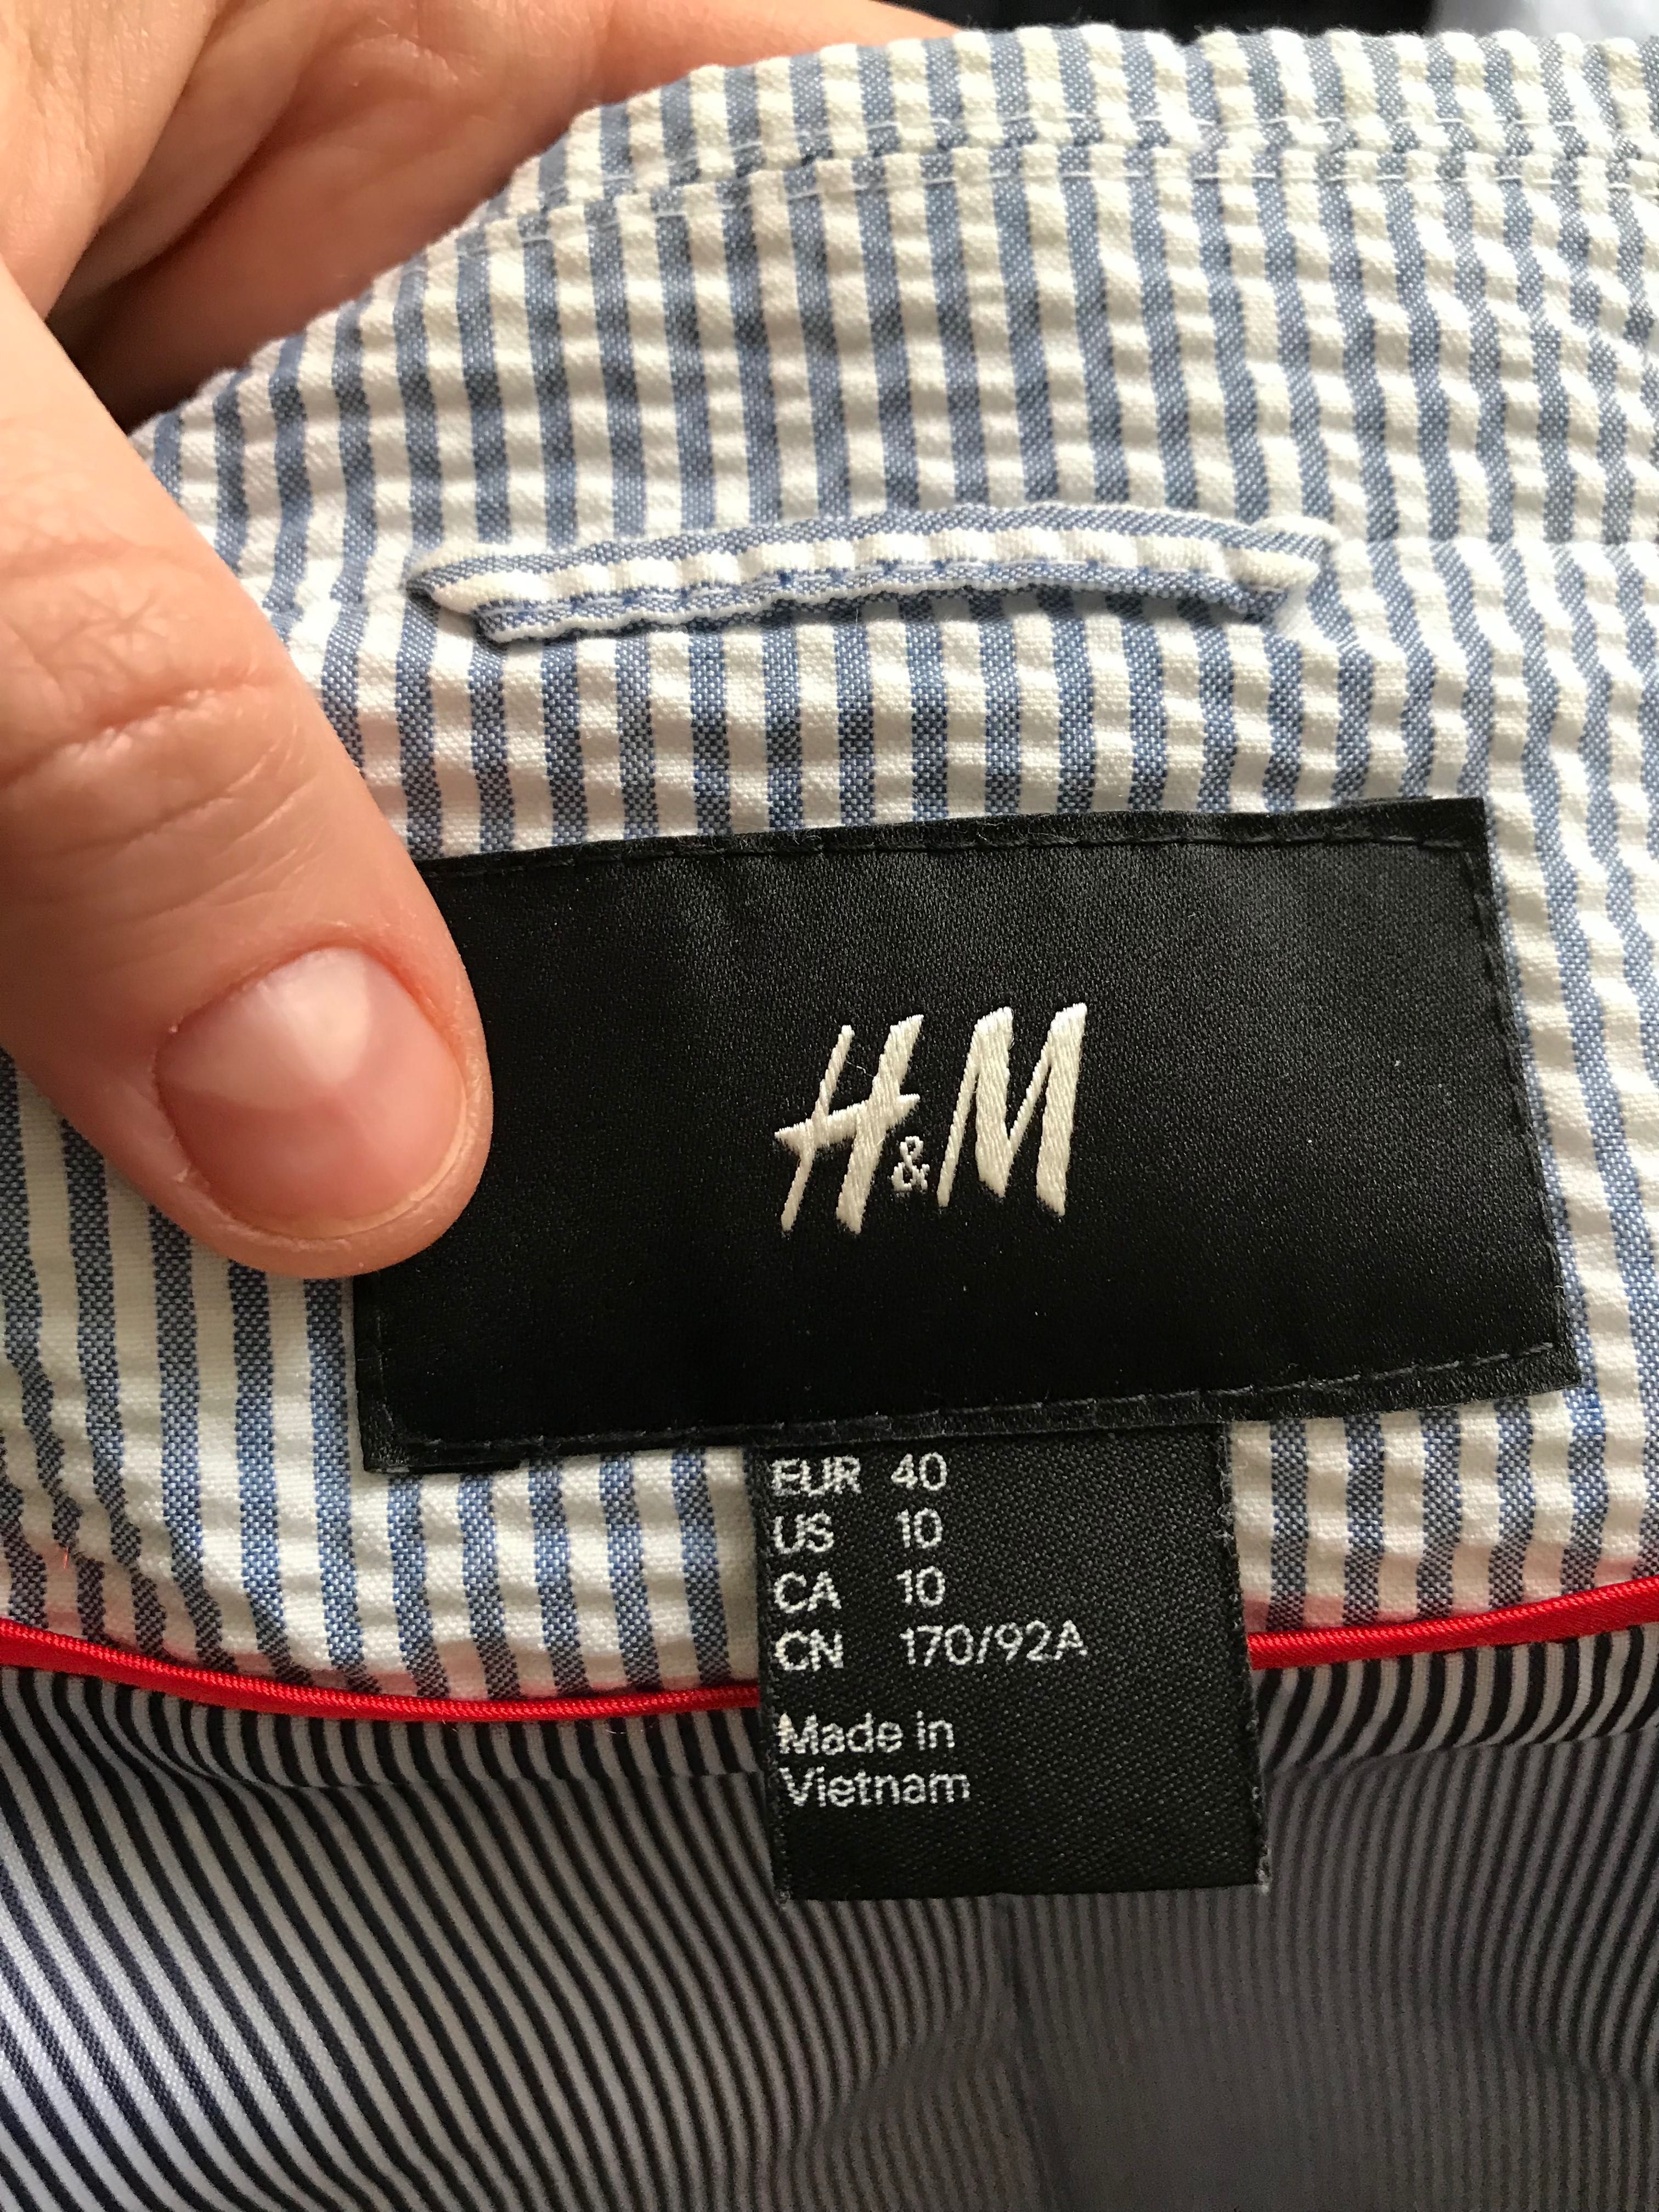 H&M
EUR 40
US 10
CA 10
CN 170/92A
Made in
Vietnam